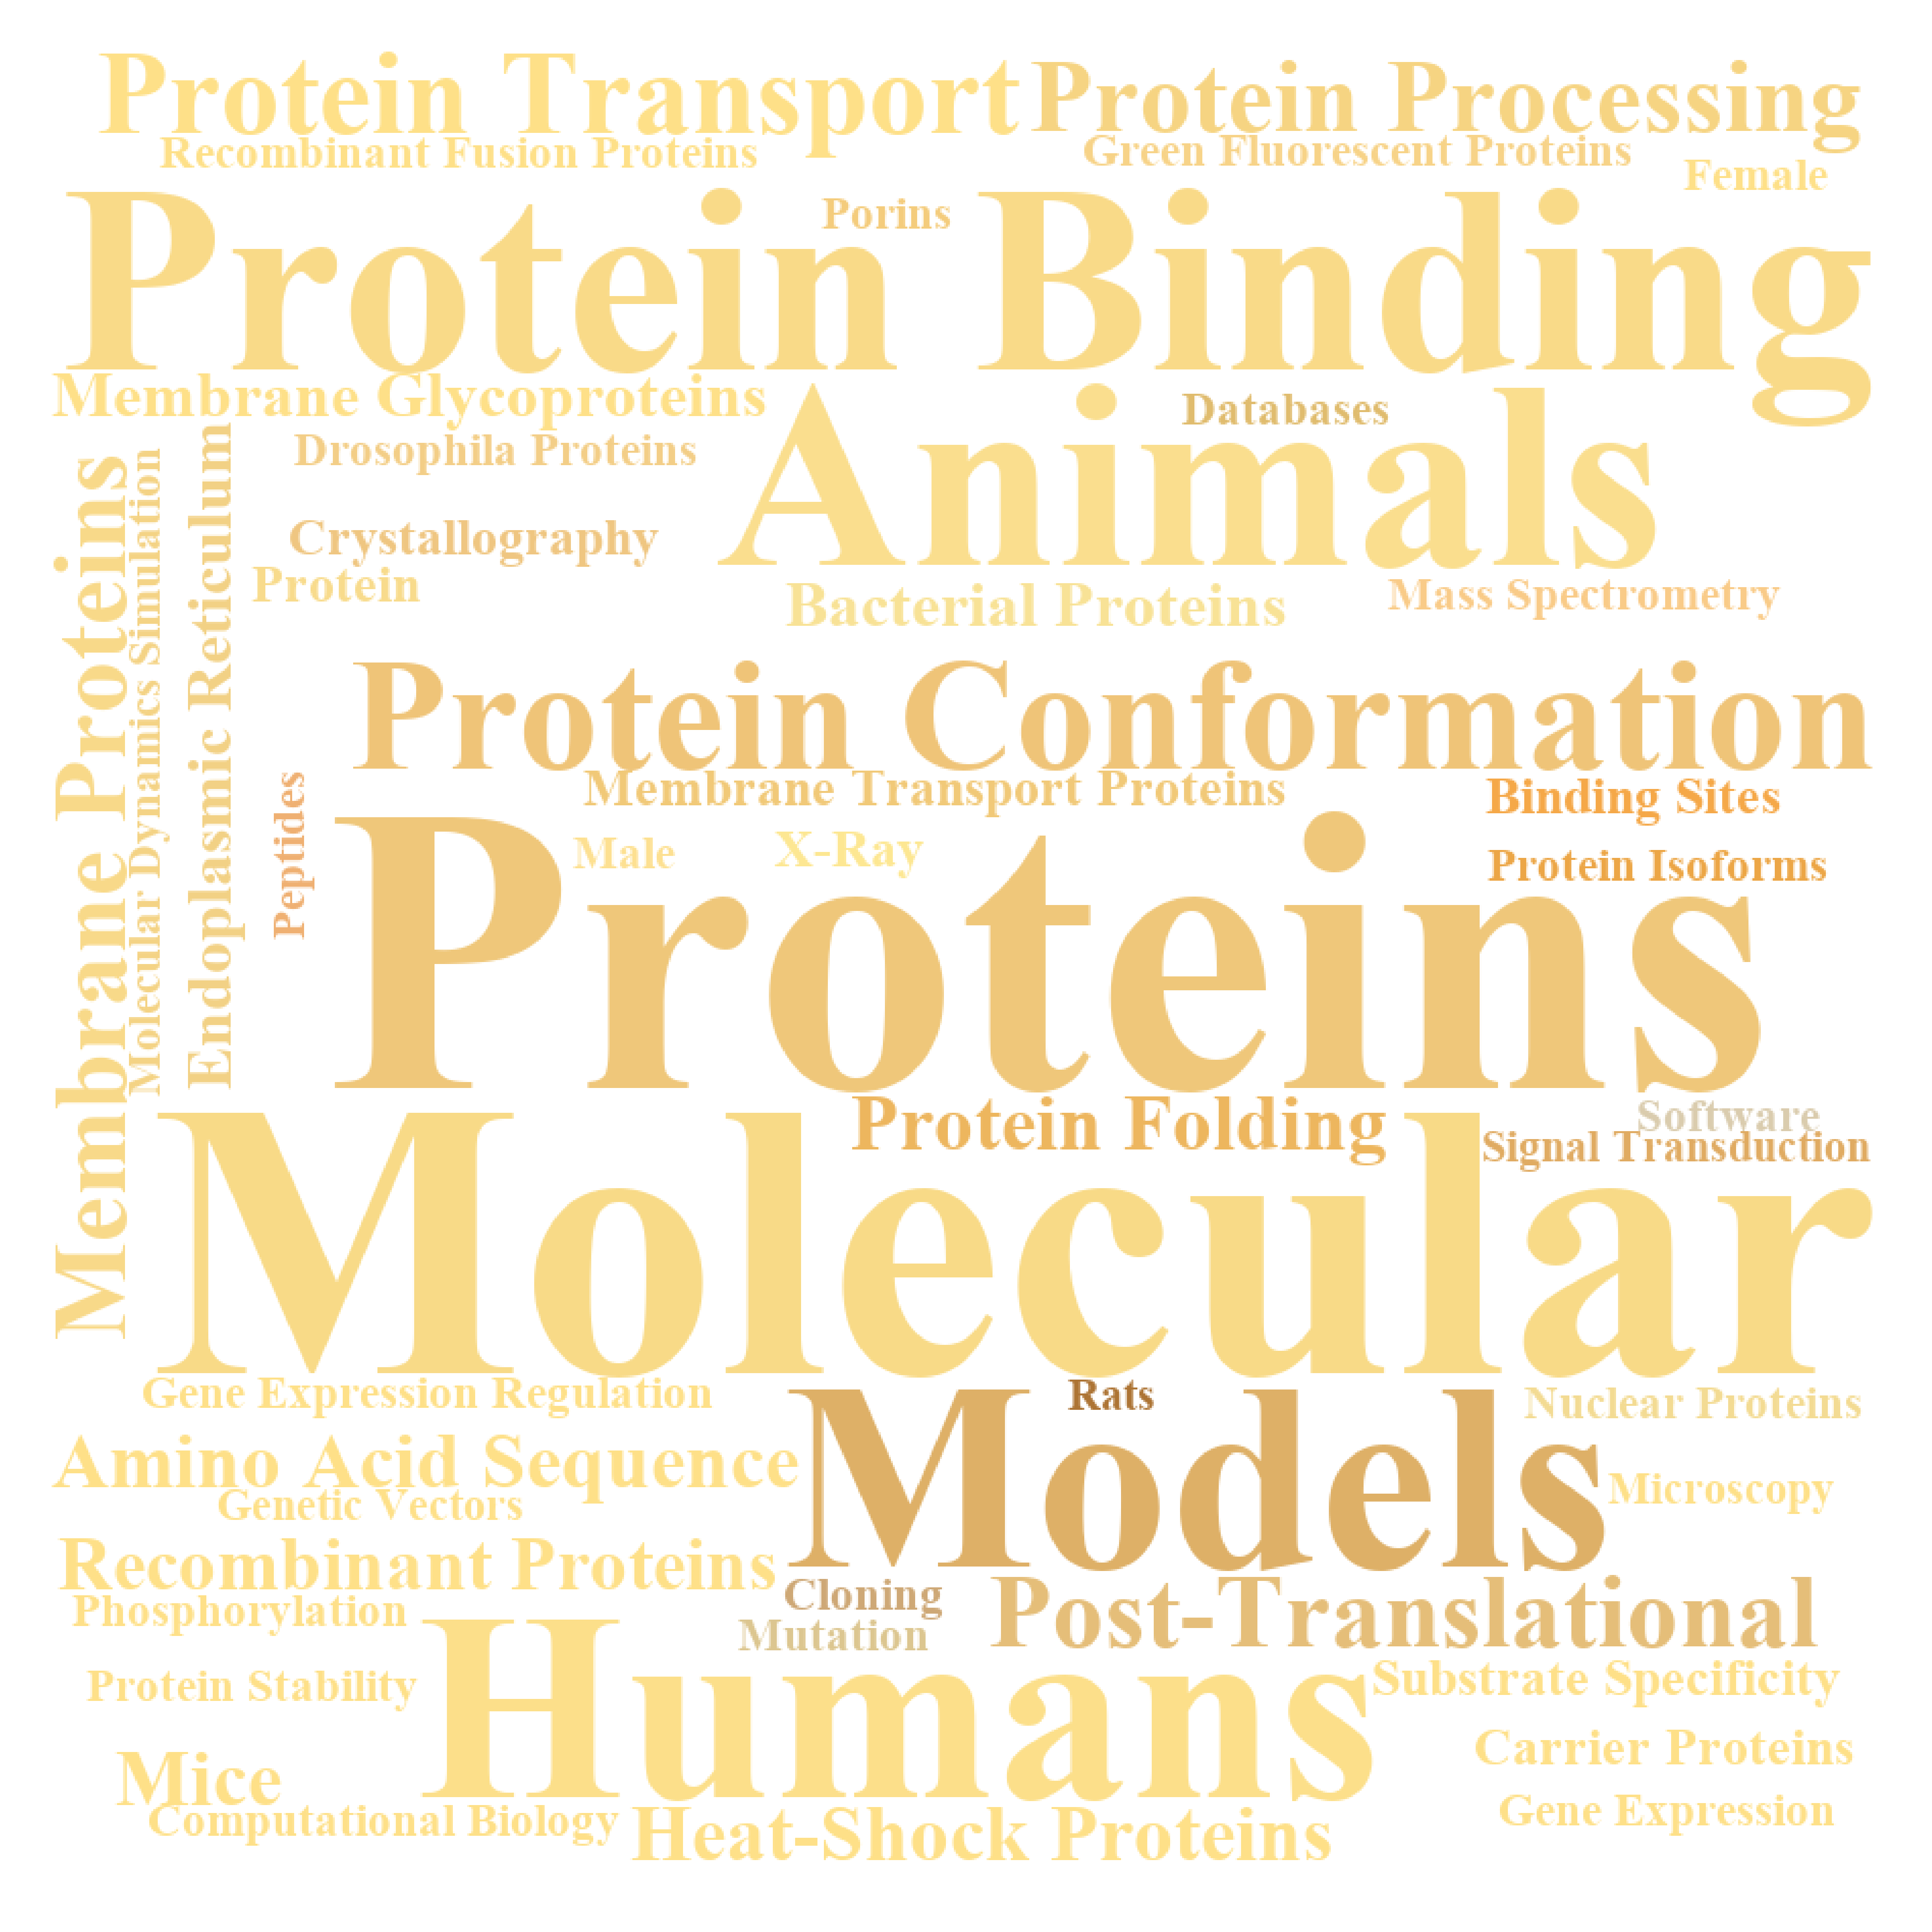 Protein Transport
Protein Processing
Recombinant Fusion Proteins
Green Fluorescent Proteins
Female
Porins
Protein Binding
Membrane Glycoproteins
Databases
Animals
Drosophila Proteins
Crystallography
Protein
Bacterial Proteins
Mass Spectrometry
Membrane Proteins
Molecular Dynamics Simulation
Endoplasmic Reticulum
Peptides
Protein Conformation
Membrane Transport Proteins
Binding Sites
Male
X-Ray
Protein Isoforms
Proteins
Protein Folding
Software
Signal Transduction
Molecular
Gene Expression Regulation
Rats
Nuclear Proteins
Models
Amino Acid Sequence
Microscopy
Genetic Vectors
Recombinant Proteins
Cloning
Post-Translational
Phosphorylation
Mutation
Humans
Protein Stability
Substrate Specificity
Carrier Proteins
Mice
Computational Biology
Heat-Shock Proteins
Gene Expression